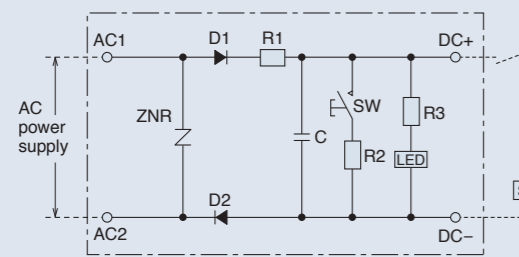 AC1
D1
R1
DC+
AC
power
supply
ZNR
C
SW
R2
R3
LED
D2
AC2
DC−